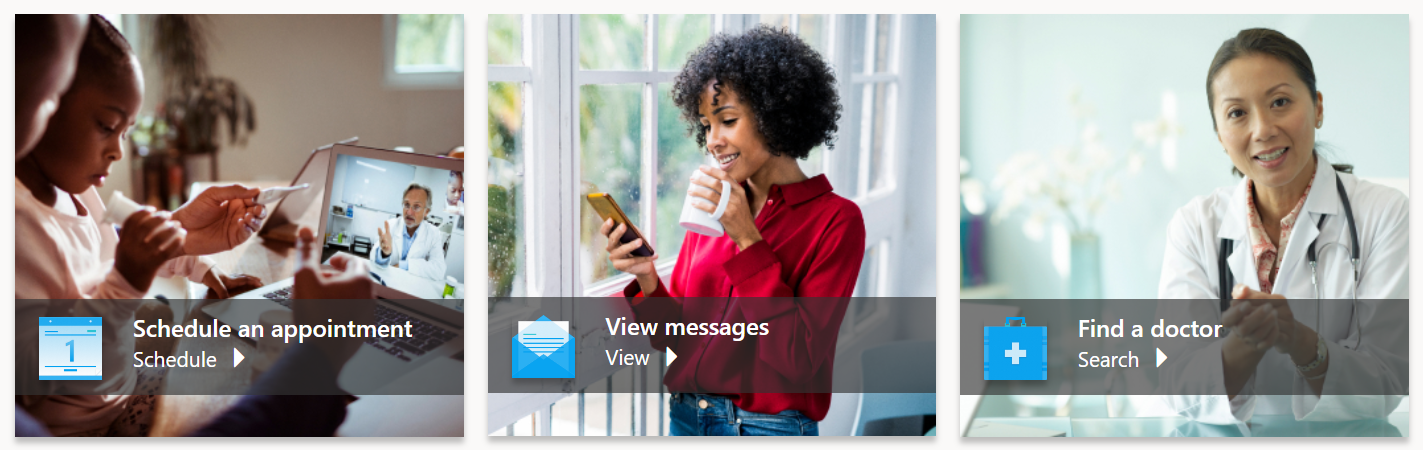 Schedule an appointment
Schedule
1
View messages
View
Find a doctor
Search